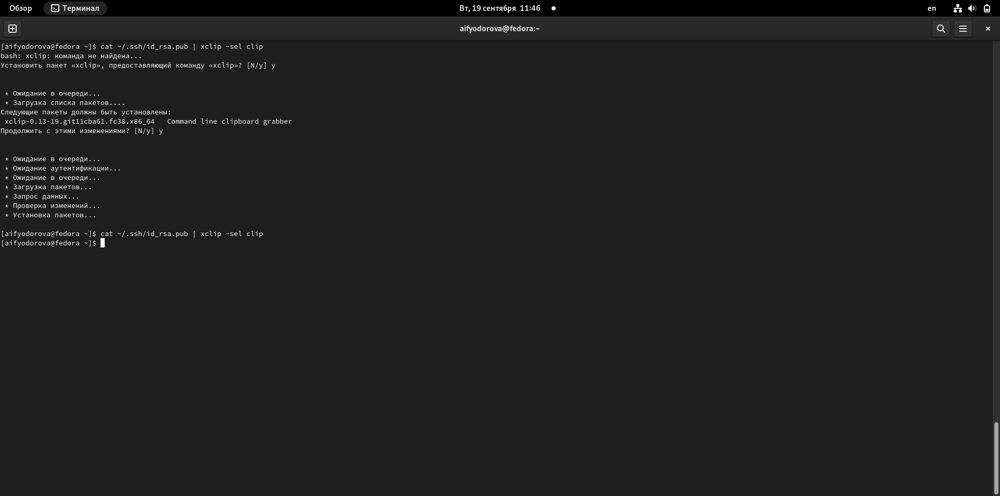 Обзор Терминал Вт, 19 сентября 11:46 en
aifyodorova@fedora:~
[aifyodorova@fedora ~]$ cat ~/.ssh/id_rsa.pub | xclip -sel clip
bash: xclip: команда не найдена...
Установить пакет «xclip», предоставляющий команду «xclip»? [N/y] y
* Ожидание в очереди...
* Загрузка списка пакетов....
Следующие пакеты должны быть установлены:
xclip-0.13-19.git11cba61.fc38.x86_64 Command line clipboard grabber
Продолжить с этими изменениями? [N/y] y
* Ожидание в очереди...
* Ожидание аутентификации...
* Ожидание в очереди...
* Загрузка пакетов...
* Запрос данных...
* Проверка изменений...
* Установка пакетов...
[aifyodorova@fedora ~]$ cat ~/.ssh/id_rsa.pub | xclip -sel clip
[aifyodorova@fedora ~]$